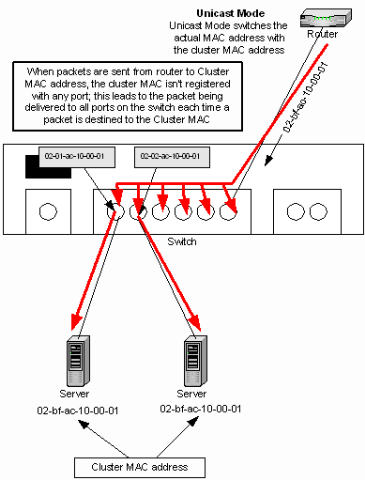 Unicast Mode
Unicast Mode switches the
actual MAC address with
the cluster MAC address
Router
When packets are sent from router to Cluster
MAC address, the cluster MAC isn't registered
with any port; this leads to the packet being
delivered to all ports on the switch each time a
packet is destined to the Cluster MAC
02-bf-ac-10-00-01
02-01-ac-10-00-01
02-02-ac-10-00-01
Switch
Server
Server
02-bf-ac-10-00-01
02-bf-ac-10-00-01
Cluster MAC address